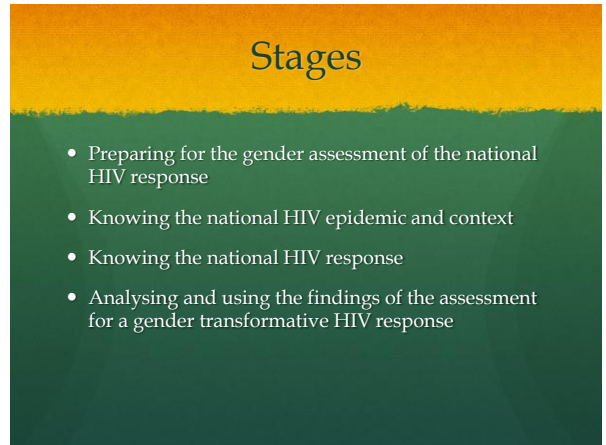 Stages
• Preparing for the gender assessment of the national
HIV response
• Knowing the national HIV epidemic and context
• Knowing the national HIV response
• Analysing and using the findings of the assessment
for a gender transformative HIV response